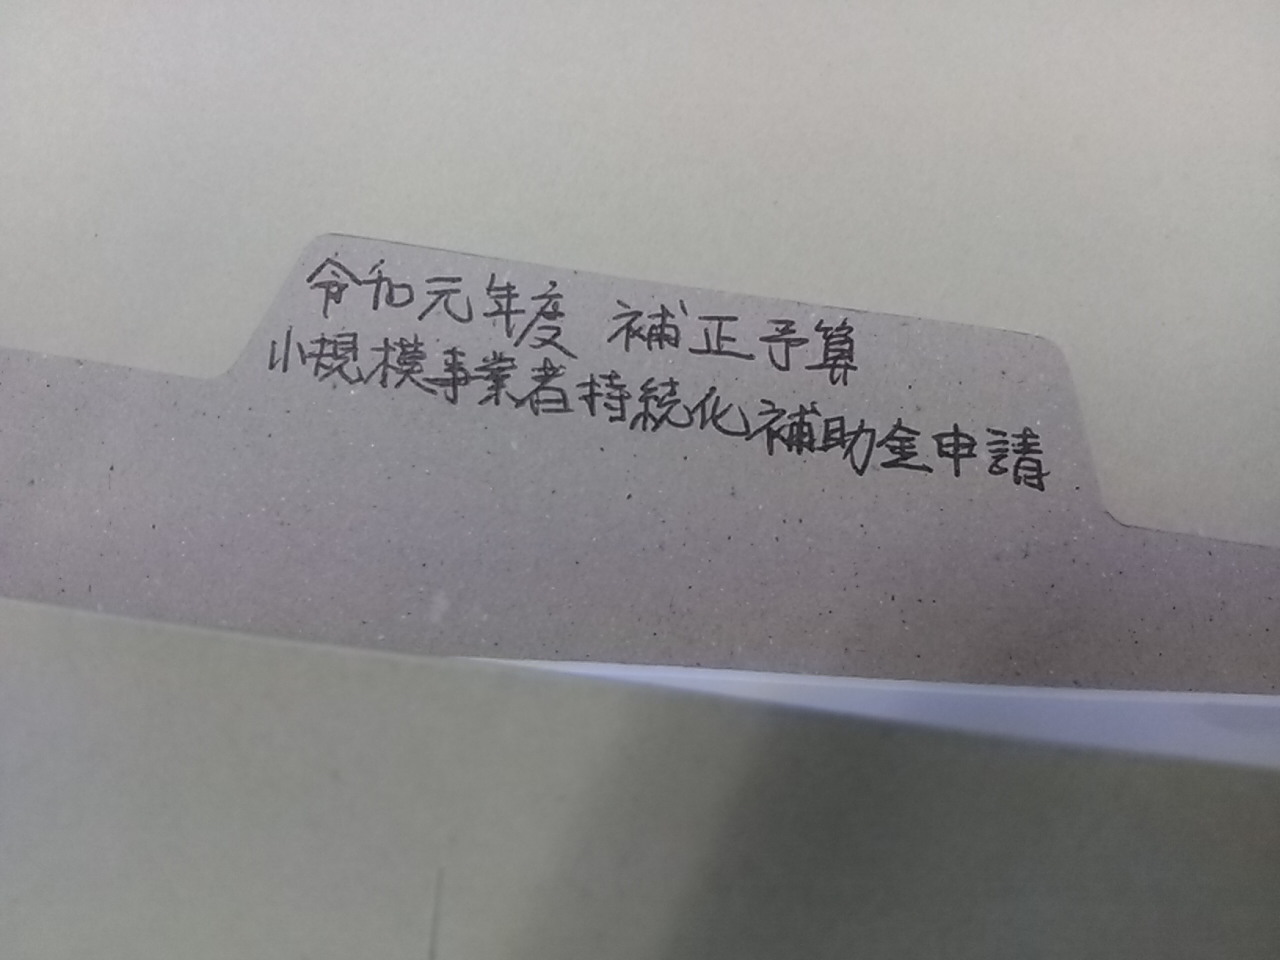 令和元年度 補正予算
小規模事業者持続化補助金申請